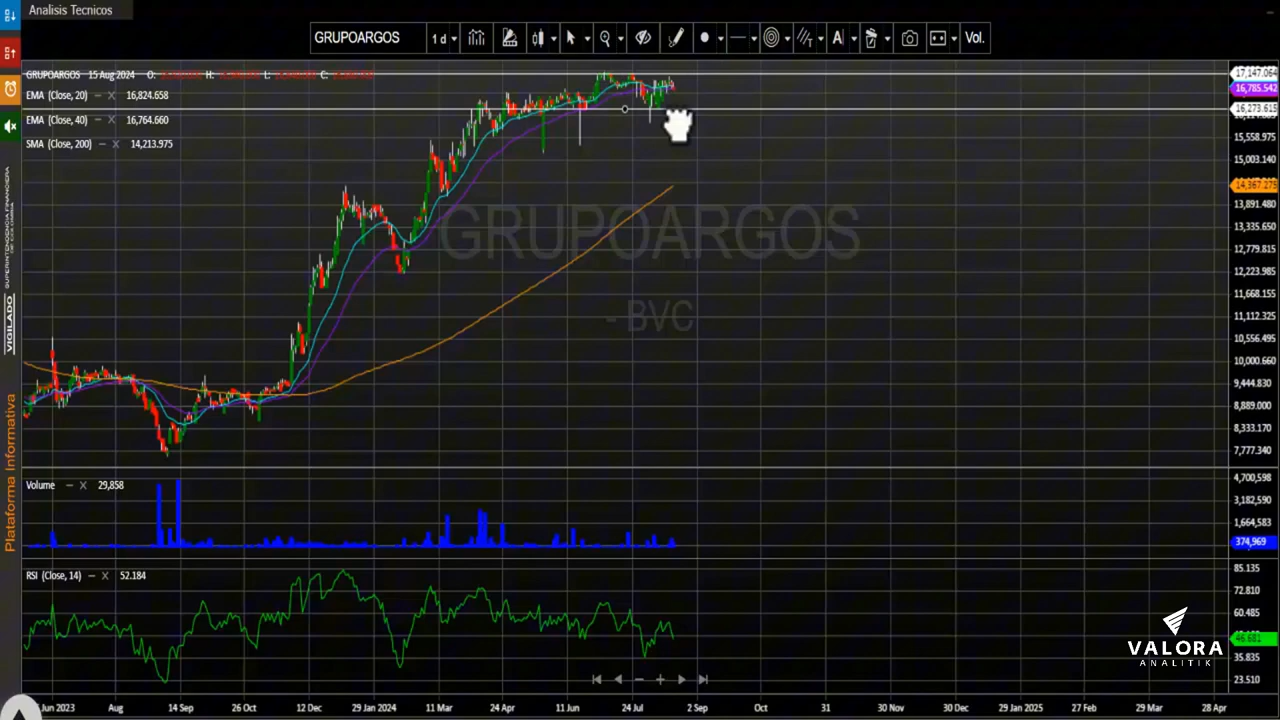 Analisis Tecnicos
GRUPOARGOS
1 d
Vol.
GRUPOARGOS 15 Aug 2024 O: H: L: C:
EMA (Close, 20) — X 16,824.658
EMA (Close, 40) — X 16,764.660
SMA (Close, 200) — X 14,213.975
GRUPOARGOS
- BVC
17,147.064
16,785.542
16,273.615
15,558.975
15,003.140
14,367.275
13,891.480
13,335.650
12,779.815
12,223.985
11,668.155
11,112.325
10,556.495
10,000.660
9,444.830
8,889.000
8,333.170
7,777.340
Volume — X 29,858
4,700,598
3,182,590
1,664,583
374,969
RSI (Close, 14) — X 52.184
85.135
72.810
60.485
46.681
35.835
23.510
Jun 2023 Aug 14 Sep 26 Oct 12 Dec 29 Jan 2024 11 Mar 24 Apr 11 Jun 24 Jul 2 Sep Oct 31 30 Nov 30 Dec 29 Jan 2025 27 Feb 29 Mar 28 Apr
VIGILADO
SUPERINTENDENCIA FINANCIERA
DE COLOMBIA
Plataforma Informativa
VALORA
ANALITIK